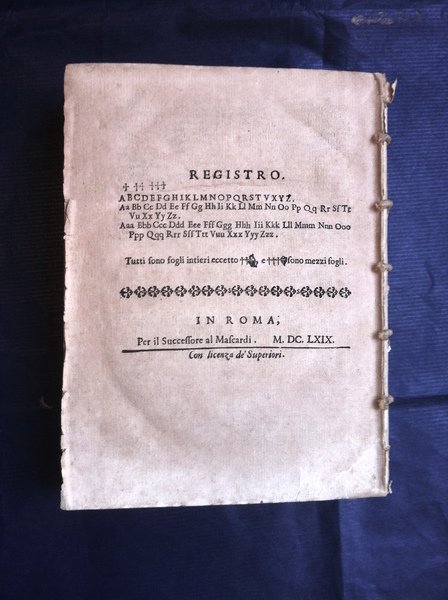 REGISTRO.
† †† †††
ABCDEFGHIKLMNOPQRSTVXYZ.
Aa Bb Cc Dd Ee Ff Gg Hh Ii Kk Ll Mm Nn Oo Pp Qq Rr Sſ Tt
Vu Xx Yy Zz.
Aaa Bbb Ccc Ddd Eee Fff Ggg Hhh Iii Kkk Lll Mmm Nnn Ooo
Ppp Qqq Rrr Sſſ Ttt Vuu Xxx Yyy Zzz.
Tutti ſono fogli intieri eccetto e ſono mezzi fogli.
IN ROMA,
Per il Succeſſore al Maſcardi. M. DC. LXIX.
Con licenza de' Superiori.